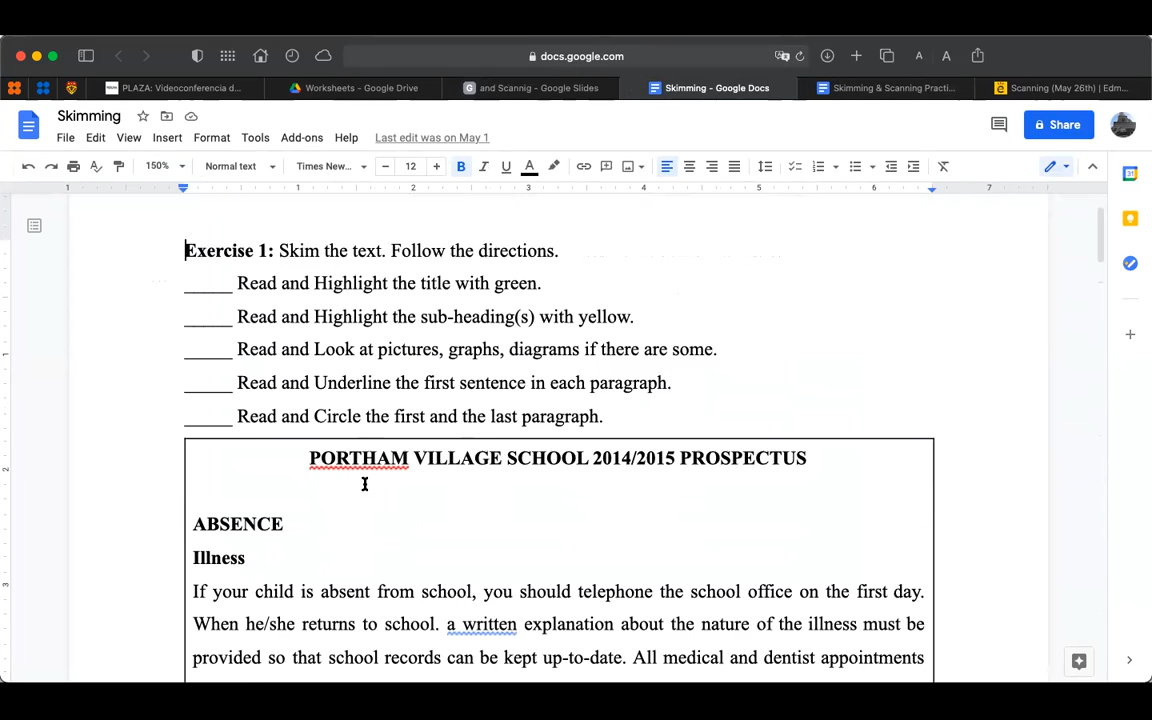 docs.google.com
PLAZA: Videoconferencia d...
Worksheets - Google Drive
and Scannig - Google Slides
Skimming - Google Docs
Skimming & Scanning Practi...
Scanning (May 26th) | Edm...
Skimming
File Edit View Insert Format Tools Add-ons Help Last edit was on May 1
Share
150% Normal text Times New... 12
1 1 2 3 4 5 6 7
Exercise 1: Skim the text. Follow the directions.
_____ Read and Highlight the title with green.
_____ Read and Highlight the sub-heading(s) with yellow.
_____ Read and Look at pictures, graphs, diagrams if there are some.
_____ Read and Underline the first sentence in each paragraph.
_____ Read and Circle the first and the last paragraph.
PORTHAM VILLAGE SCHOOL 2014/2015 PROSPECTUS
ABSENCE
Illness
If your child is absent from school, you should telephone the school office on the first day.
When he/she returns to school. a written explanation about the nature of the illness must be
provided so that school records can be kept up-to-date. All medical and dentist appointments